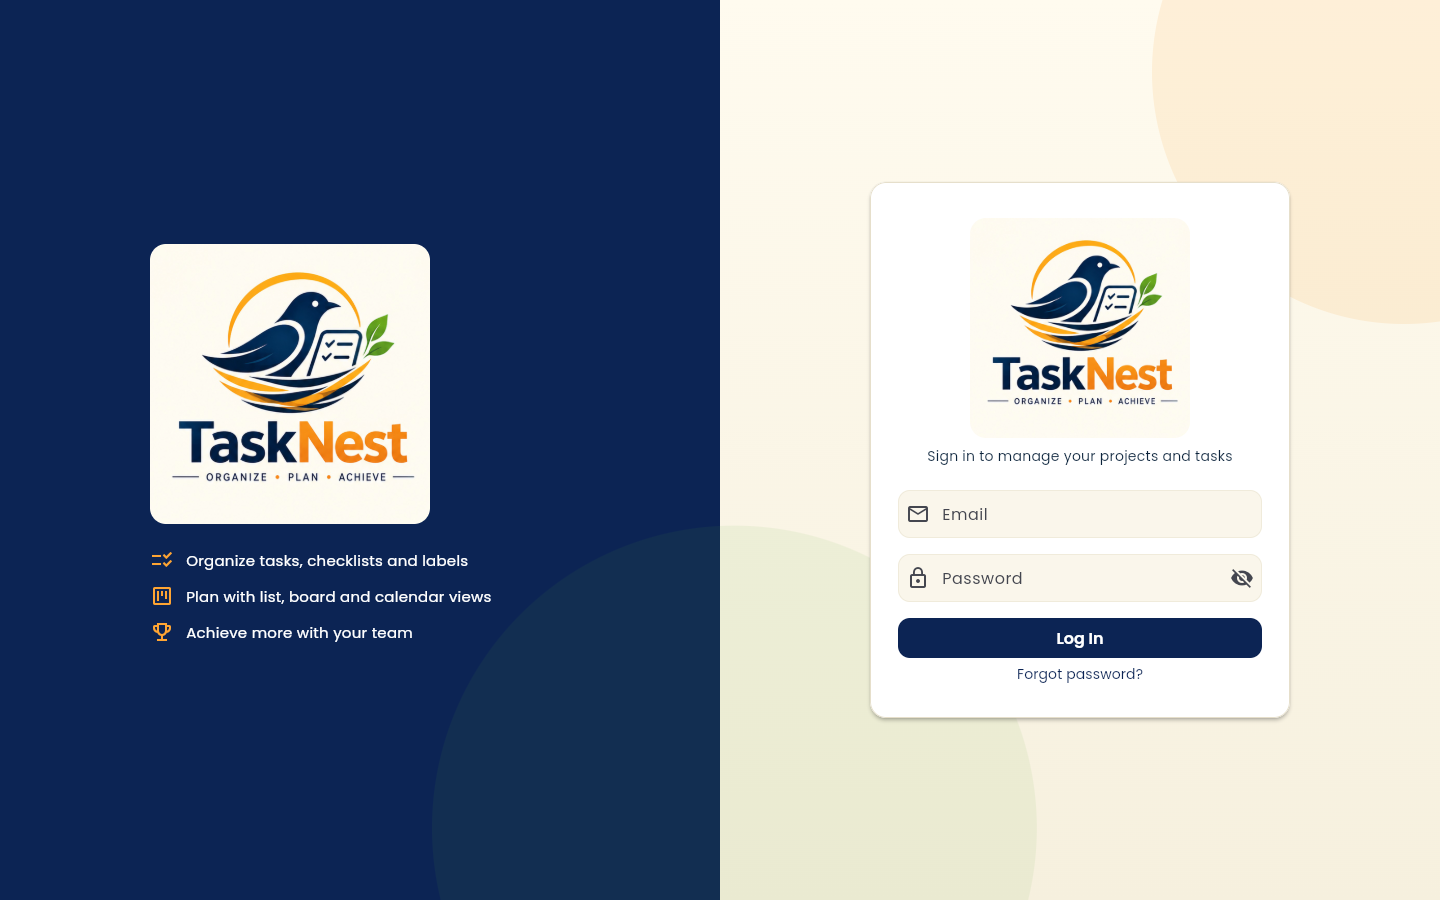 TaskNest
ORGANIZE • PLAN • ACHIEVE
Organize tasks, checklists and labels
Plan with list, board and calendar views
Achieve more with your team
TaskNest
ORGANIZE • PLAN • ACHIEVE
Sign in to manage your projects and tasks
Email
Password
Log In
Forgot password?